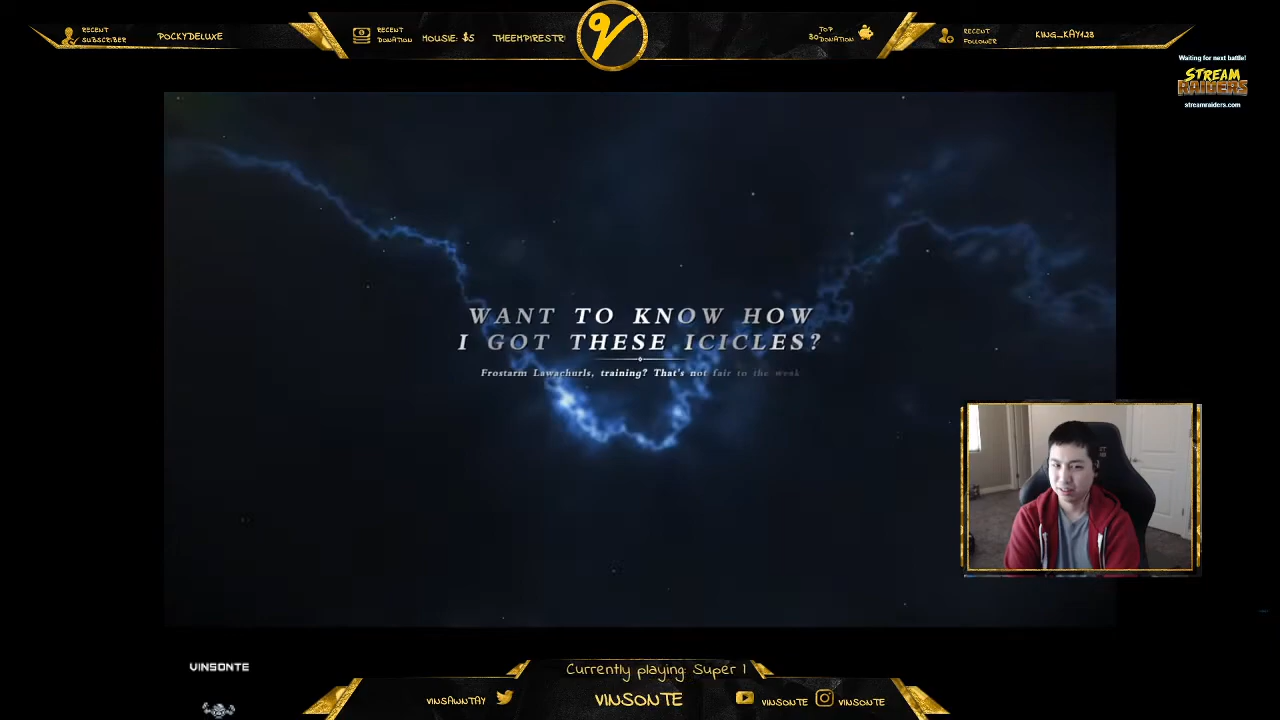 RECENT
SUBSCRIBER
POCKYDELUXE
RECENT
DONATION
MOUSIE: $5
THEEMPIRESTR
V
TOP
DONATION
RECENT
FOLLOWER
Waiting for next battle!
STREAM
RAIDERS
streamraiders.com
WANT TO KNOW HOW
I GOT THESE ICICLES?
Frostarm Lawachurls, training? That's not fair to the weak
VINSONTE
Currently playing: Super 1
VINSAWNTAY
VINSONTE
VINSONTE
VINSONTE